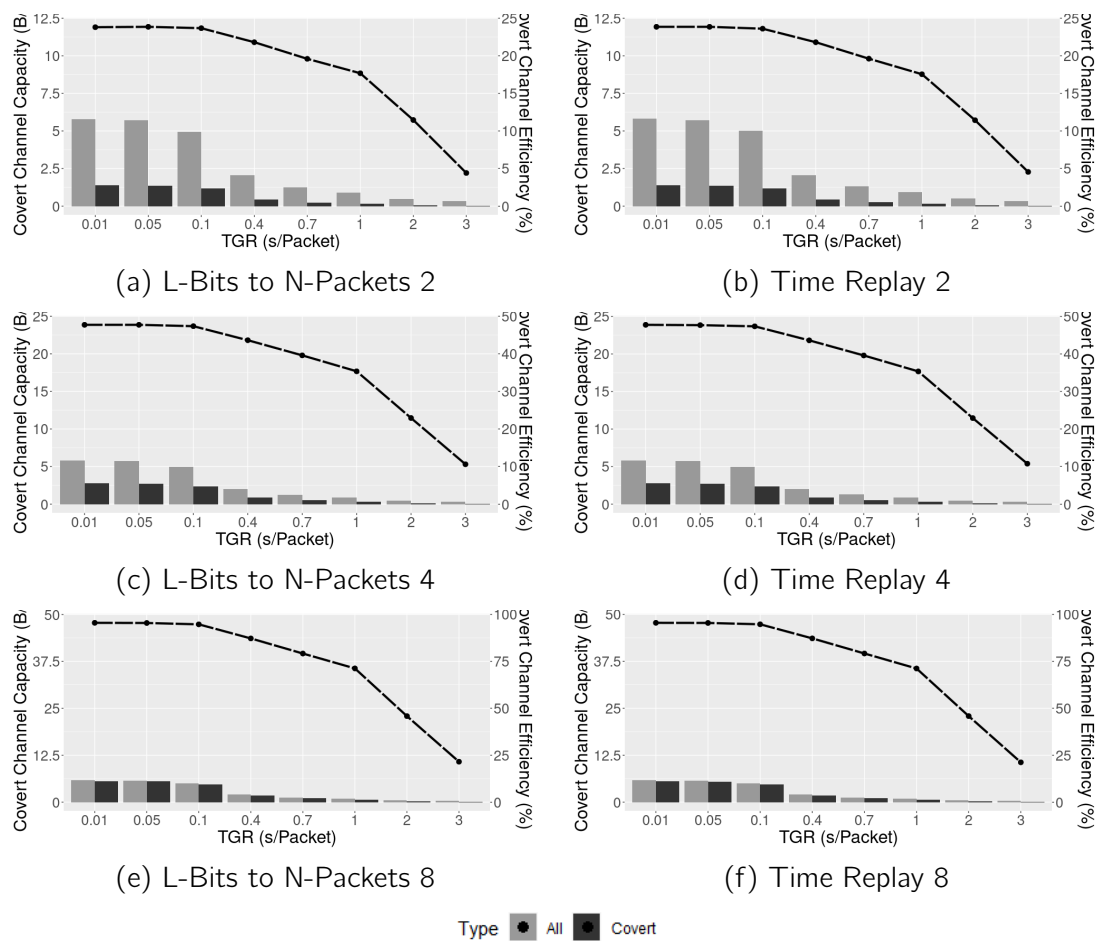 Covert Channel Capacity (B/
12.5
10
7.5
5
2.5
0
25
20
15
10
5
0
Covert Channel Efficiency (%)
0.01 0.05 0.1 0.4 0.7 1 2 3
TGR (s/Packet)
(a) L-Bits to N-Packets 2
Covert Channel Capacity (B/
12.5
10
7.5
5
2.5
0
25
20
15
10
5
0
Covert Channel Efficiency (%)
0.01 0.05 0.1 0.4 0.7 1 2 3
TGR (s/Packet)
(b) Time Replay 2
Covert Channel Capacity (B/
25
20
15
10
5
0
50
40
30
20
10
0
overt Channel Efficiency (%)
0.01 0.05 0.1 0.4 0.7 1 2 3
TGR (s/Packet)
(c) L-Bits to N-Packets 4
Covert Channel Capacity (B/
25
20
15
10
5
0
50
40
30
20
10
0
overt Channel Efficiency (%)
0.01 0.05 0.1 0.4 0.7 1 2 3
TGR (s/Packet)
(d) Time Replay 4
Covert Channel Capacity (B/
50
37.5
25
12.5
0
100
75
50
25
0
overt Channel Efficiency (%)
0.01 0.05 0.1 0.4 0.7 1 2 3
TGR (s/Packet)
(e) L-Bits to N-Packets 8
Covert Channel Capacity (B/
50
37.5
25
12.5
0
100
75
50
25
0
overt Channel Efficiency (%)
0.01 0.05 0.1 0.4 0.7 1 2 3
TGR (s/Packet)
(f) Time Replay 8
Type All Covert